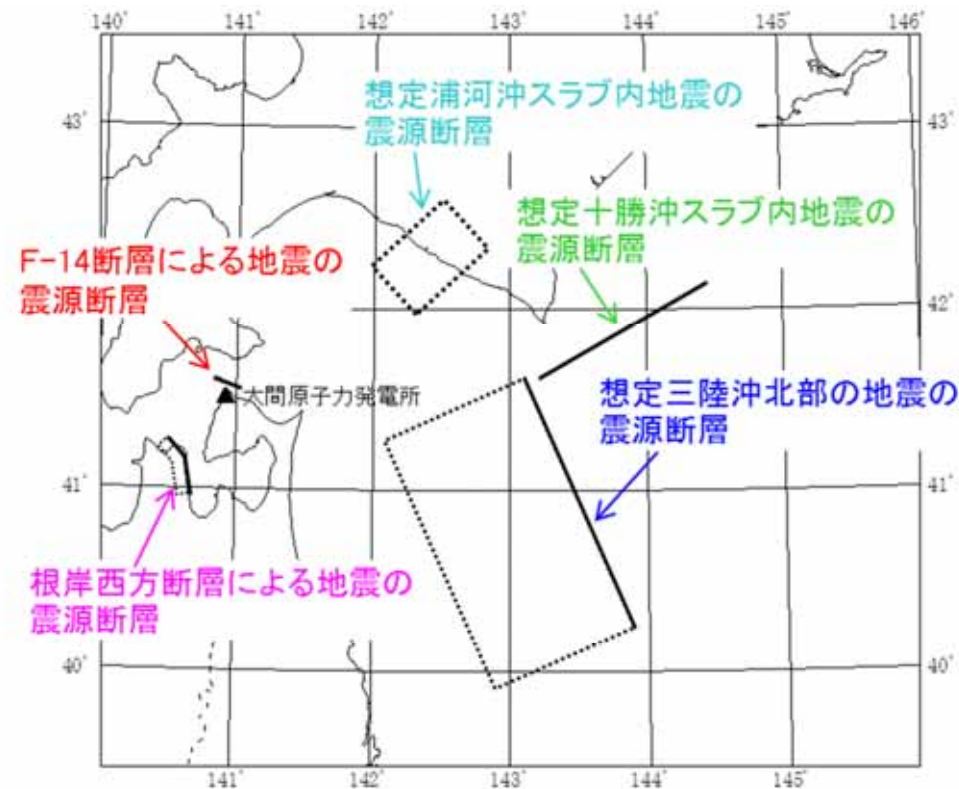 140° 141° 142° 143° 144° 145° 146°
想定浦河沖スラブ内地震の
震源断層
43° 43°
想定十勝沖スラブ内地震の
震源断層
F-14断層による地震の
震源断層
42°
大間原子力発電所
想定三陸沖北部の地震の
震源断層
41° 41°
根岸西方断層による地震の
震源断層
40° 40°
141° 142° 143° 144° 145°